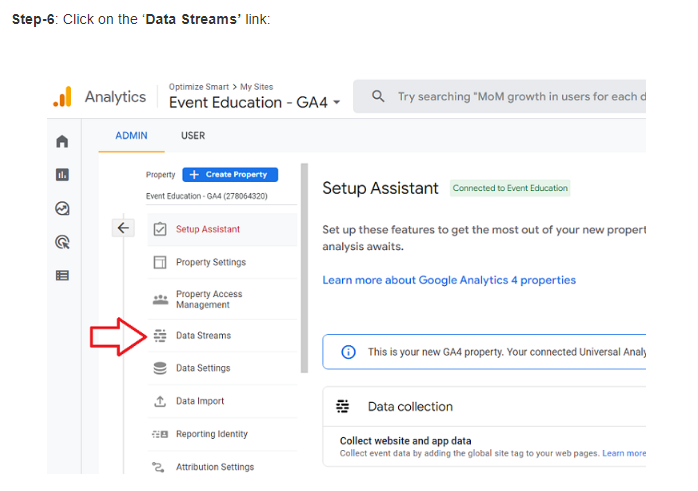 Step-6: Click on the ‘Data Streams’ link:
Optimize Smart > My Sites
Analytics
Event Education - GA4
Try searching "MoM growth in users for each d
ADMIN
USER
Property
+ Create Property
Event Education - GA4 (278064320)
Setup Assistant
Property Settings
Property Access
Management
Data Streams
Data Settings
Data Import
Reporting Identity
Attribution Settings
Setup Assistant
Connected to Event Education
Set up these features to get the most out of your new propert
analysis awaits.
Learn more about Google Analytics 4 properties
This is your new GA4 property. Your connected Universal Analy
Data collection
Collect website and app data
Collect event data by adding the global site tag to your web pages. Learn more